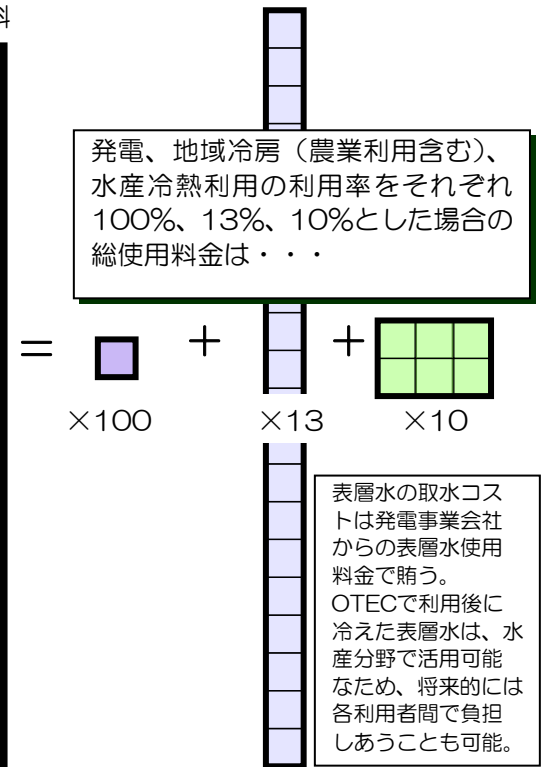 料
発電、地域冷房（農業利用含む）、
水産冷熱利用の利用率をそれぞれ
100%、13%、10%とした場合の
総使用料金は・・・
＝ ＋ ＋
×100 ×13 ×10
表層水の取水コス
トは発電事業会社
からの表層水使用
料金で賄う。
OTECで利用後に
冷えた表層水は、水
産分野で活用可能
なため、将来的には
各利用者間で負担
しあうことも可能。